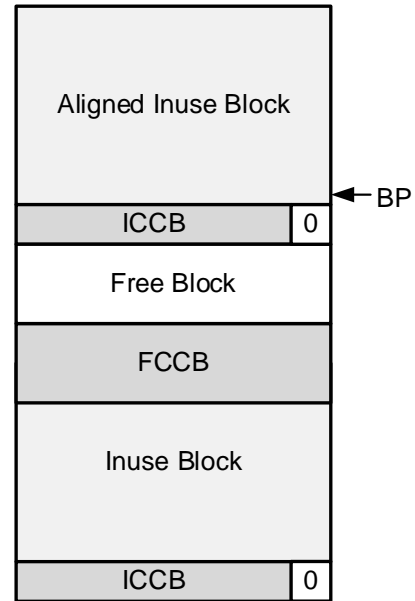 Aligned Inuse Block
BP
ICCB 0
Free Block
FCCB
Inuse Block
ICCB 0